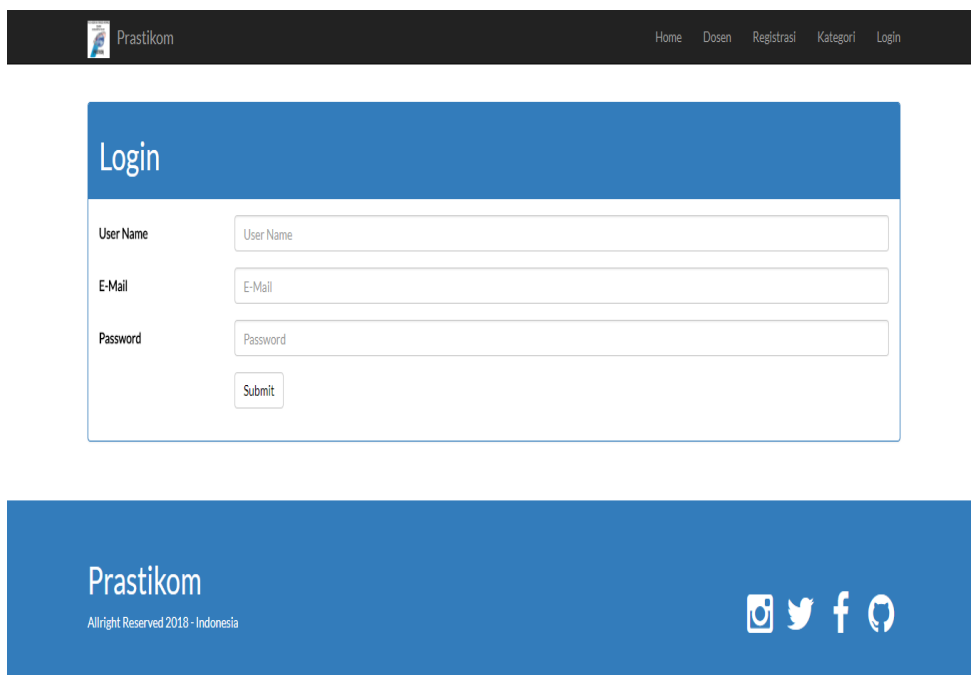 Prastikom
Home Dosen Registrasi Kategori Login
Login
User Name User Name
E-Mail E-Mail
Password Password
Submit
Prastikom
Allright Reserved 2018 - Indonesia